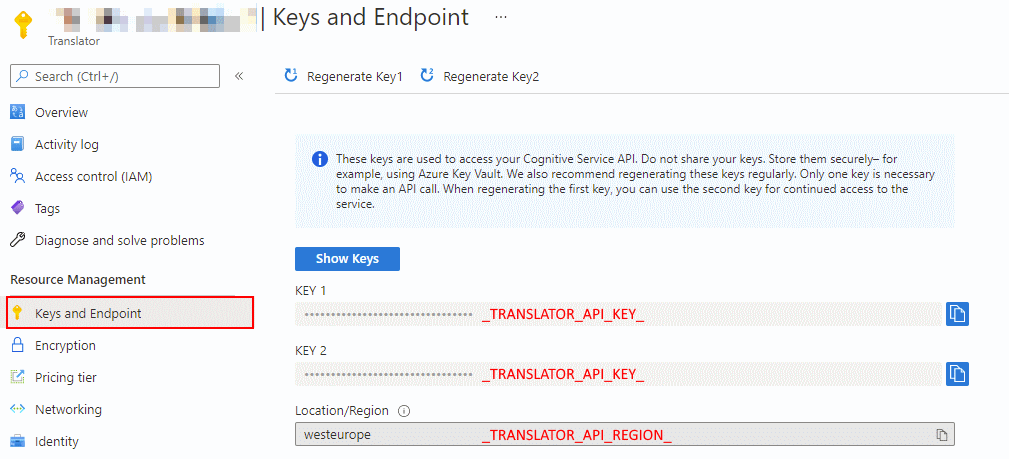 | Keys and Endpoint ...
Translator
Search (Ctrl+/) «
Regenerate Key1 Regenerate Key2
Overview
Activity log
Access control (IAM)
Tags
Diagnose and solve problems
Resource Management
Keys and Endpoint
Encryption
Pricing tier
Networking
Identity
These keys are used to access your Cognitive Service API. Do not share your keys. Store them securely– for
example, using Azure Key Vault. We also recommend regenerating these keys regularly. Only one key is necessary
to make an API call. When regenerating the first key, you can use the second key for continued access to the
service.
Show Keys
KEY 1
•••••••••••••••••••••••••••••••• _TRANSLATOR_API_KEY_
KEY 2
•••••••••••••••••••••••••••••••• _TRANSLATOR_API_KEY_
Location/Region
westeurope _TRANSLATOR_API_REGION_